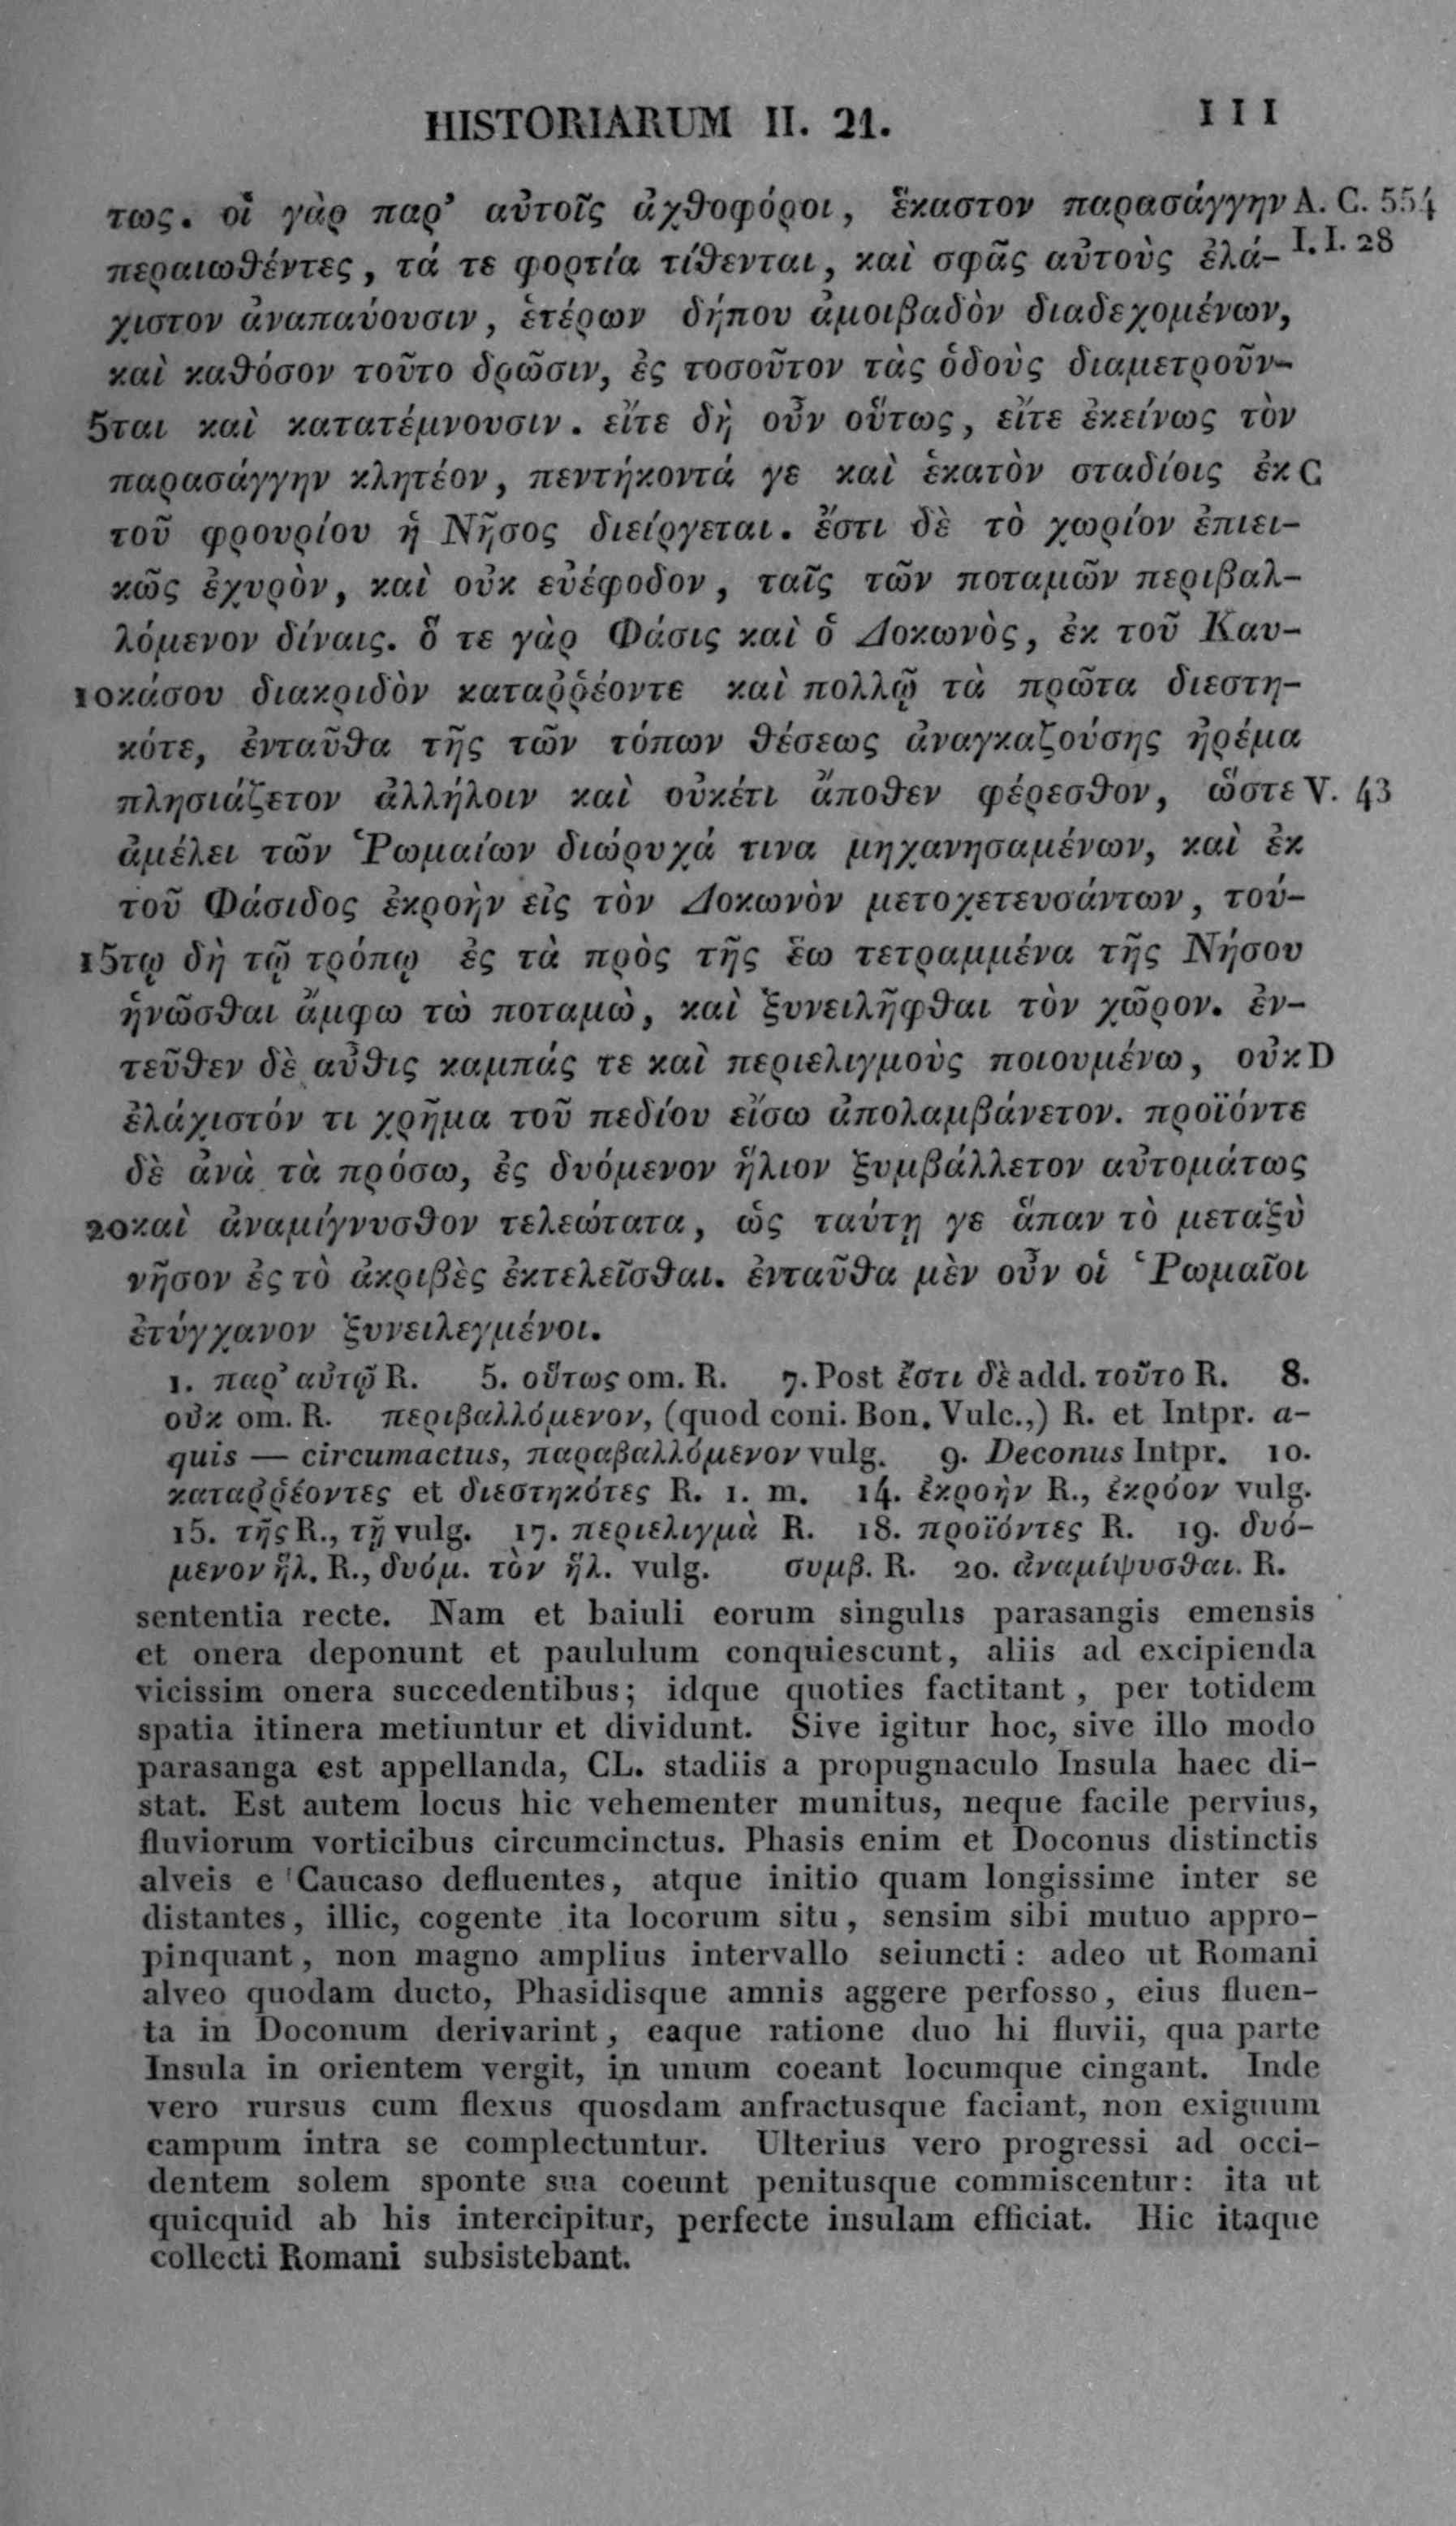 HISTORIARUM II. 21. 111
τως. οἱ γὰρ παρ’ αὐτοῖς ἀχθοφόροι, ἕκαστον παρασάγγην A. C. 554
περαιωθέντες, τά τε φορτία τίθενται, καὶ σφᾶς αὐτοὺς ἐλά- I. I. 28
χιστον ἀναπαύουσιν, ἑτέρων δήπου ἀμοιβαδὸν διαδεχομένων,
καὶ καθόσον τοῦτο δρῶσιν, ἐς τοσοῦτον τὰς ὁδοὺς διαμετροῦν-
5ται καὶ κατατέμνουσιν. εἴτε δὴ οὖν οὕτως, εἴτε ἐκείνως τὸν
παρασάγγην κλητέον, πεντήκοντά γε καὶ ἑκατὸν σταδίοις ἐκ C
τοῦ φρουρίου ἡ Νῆσος διείργεται. ἔστι δὲ τὸ χωρίον ἐπιει-
κῶς ἐχυρὸν, καὶ οὐκ εὐέφοδον, ταῖς τῶν ποταμῶν περιβαλ-
λόμενον δίναις. ὅ τε γὰρ Φάσις καὶ ὁ Δοκωνὸς, ἐκ τοῦ Καυ-
10κάσου διακριδὸν καταῤῥέοντε καὶ πολλῷ τὰ πρῶτα διεστη-
κότε, ἐνταῦθα τῆς τῶν τόπων θέσεως ἀναγκαζούσης ἠρέμα
πλησιάζετον ἀλλήλοιν καὶ οὐκέτι ἄποθεν φέρεσθον, ὥστε V. 43
ἀμέλει τῶν Ῥωμαίων διώρυχά τινα μηχανησαμένων, καὶ ἐκ
τοῦ Φάσιδος ἐκροὴν εἰς τὸν Δοκωνὸν μετοχετευσάντων, τού-
15τῳ δὴ τῷ τρόπῳ ἐς τὰ πρὸς τῆς ἕω τετραμμένα τῆς Νήσου
ἡνῶσθαι ἄμφω τὼ ποταμὼ, καὶ ξυνειλῆφθαι τὸν χῶρον. ἐν-
τεῦθεν δὲ αὖθις καμπάς τε καὶ περιελιγμοὺς ποιουμένω, οὐκ D
ἐλάχιστόν τι χρῆμα τοῦ πεδίου εἴσω ἀπολαμβάνετον. προϊόντε
δὲ ἀνὰ τὰ πρόσω, ἐς δυόμενον ἥλιον ξυμβάλλετον αὐτομάτως
20καὶ ἀναμίγνυσθον τελεώτατα, ὡς ταύτῃ γε ἅπαν τὸ μεταξὺ
νῆσον ἐς τὸ ἀκριβὲς ἐκτελεῖσθαι. ἐνταῦθα μὲν οὖν οἱ Ῥωμαῖοι
ἐτύγχανον ξυνειλεγμένοι.
1. παρ’ αὐτῷ R. 5. οὕτως om. R. 7. Post ἔστι δὲ add. τοῦτο R. 8.
οὐκ om. R. περιβαλλόμενον, (quod coni. Bon. Vulc.,) R. et Intpr. a-
quis — circumactus, παραβαλλόμενον vulg. 9. Deconus Intpr. 10.
καταῤῥέοντες et διεστηκότες R. 1. m. 14. ἐκροὴν R., ἐκρόον vulg.
15. τῆς R., τῇ vulg. 17. περιελιγμὰ R. 18. προϊόντες R. 19. δυό-
μενον ἥλ. R., δυόμ. τὸν ἥλ. vulg. συμβ. R. 20. ἀναμίψυσθαι. R.
sententia recte. Nam et baiuli eorum singulis parasangis emensis
et onera deponunt et paululum conquiescunt, aliis ad excipienda
vicissim onera succedentibus; idque quoties factitant, per totidem
spatia itinera metiuntur et dividunt. Sive igitur hoc, sive illo modo
parasanga est appellanda, CL. stadiis a propugnaculo Insula haec di-
stat. Est autem locus hic vehementer munitus, neque facile pervius,
fluviorum vorticibus circumcinctus. Phasis enim et Doconus distinctis
alveis e Caucaso defluentes, atque initio quam longissime inter se
distantes, illic, cogente ita locorum situ, sensim sibi mutuo appro-
pinquant, non magno amplius intervallo seiuncti: adeo ut Romani
alveo quodam ducto, Phasidisque amnis aggere perfosso, eius fluen-
ta in Doconum derivarint, eaque ratione duo hi fluvii, qua parte
Insula in orientem vergit, in unum coeant locumque cingant. Inde
vero rursus cum flexus quosdam anfractusque faciant, non exiguum
campum intra se complectuntur. Ulterius vero progressi ad occi-
dentem solem sponte sua coeunt penitusque commiscentur: ita ut
quicquid ab his intercipitur, perfecte insulam efficiat. Hic itaque
collecti Romani subsistebant.